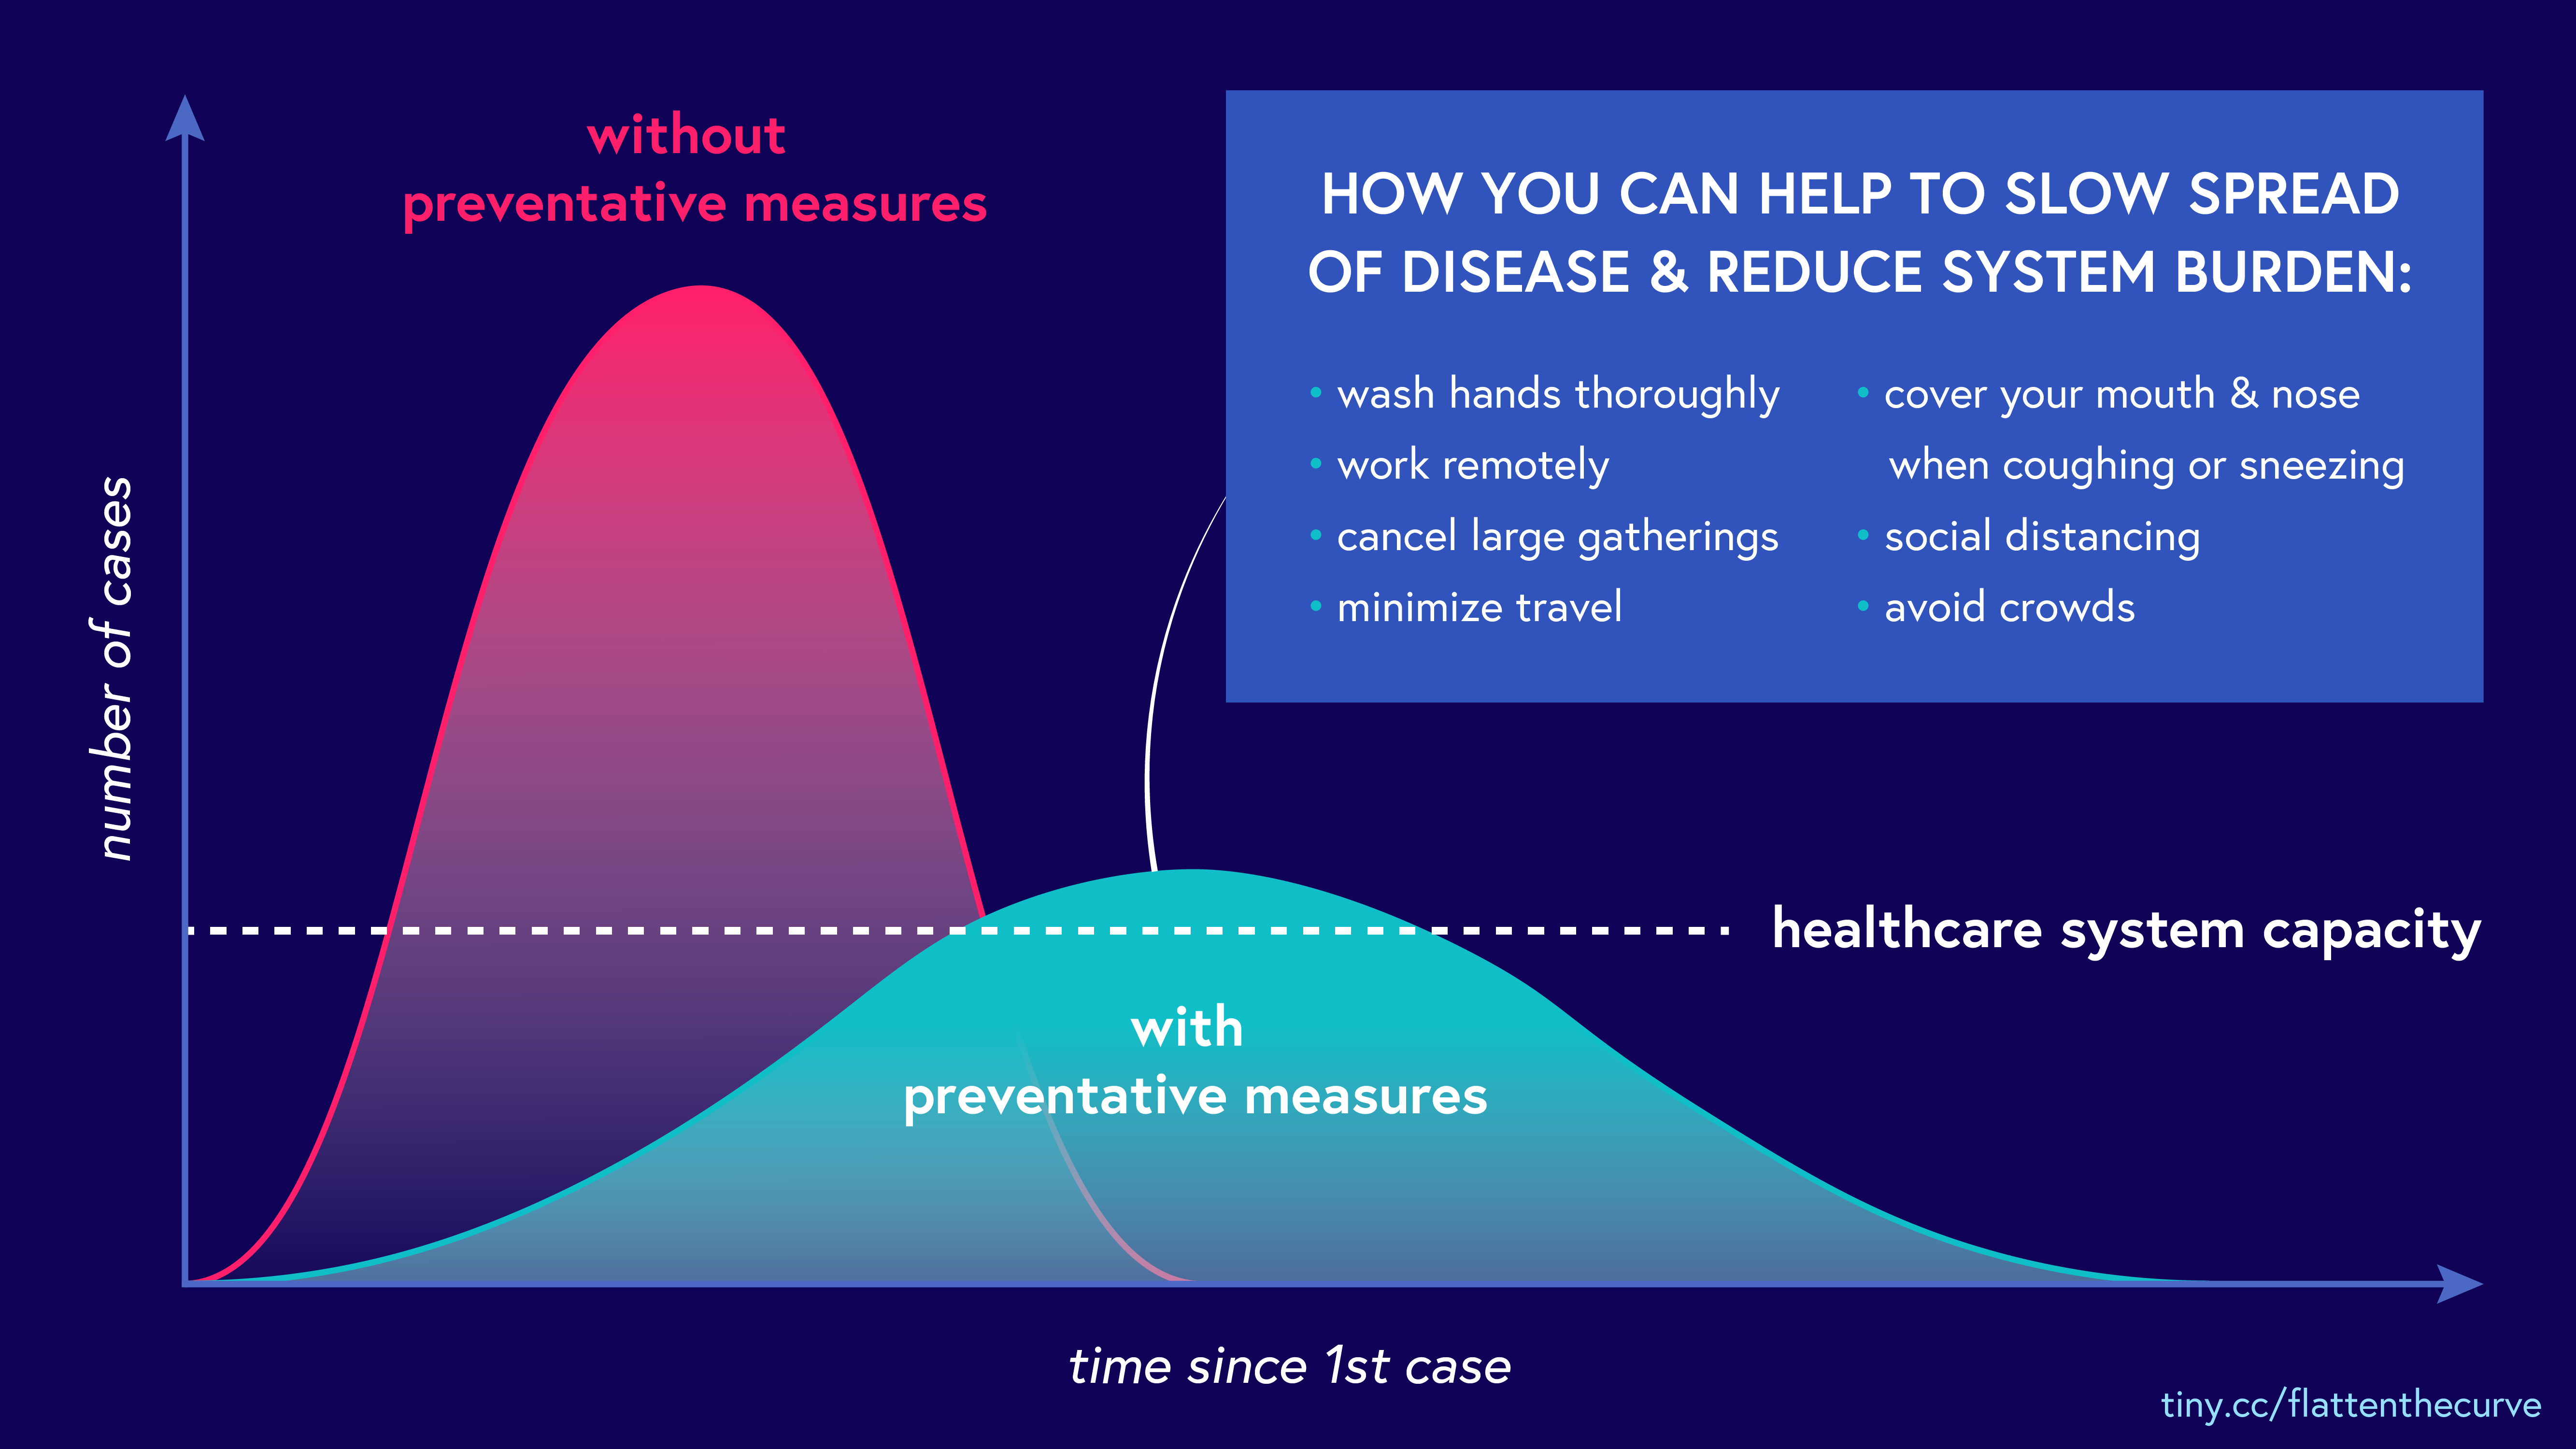 without
preventative measures
HOW YOU CAN HELP TO SLOW SPREAD
OF DISEASE & REDUCE SYSTEM BURDEN:
• wash hands thoroughly
• work remotely
• cancel large gatherings
• minimize travel
• cover your mouth & nose
when coughing or sneezing
• social distancing
• avoid crowds
number of cases
healthcare system capacity
with
preventative measures
time since 1st case
tiny.cc/flattenthecurve